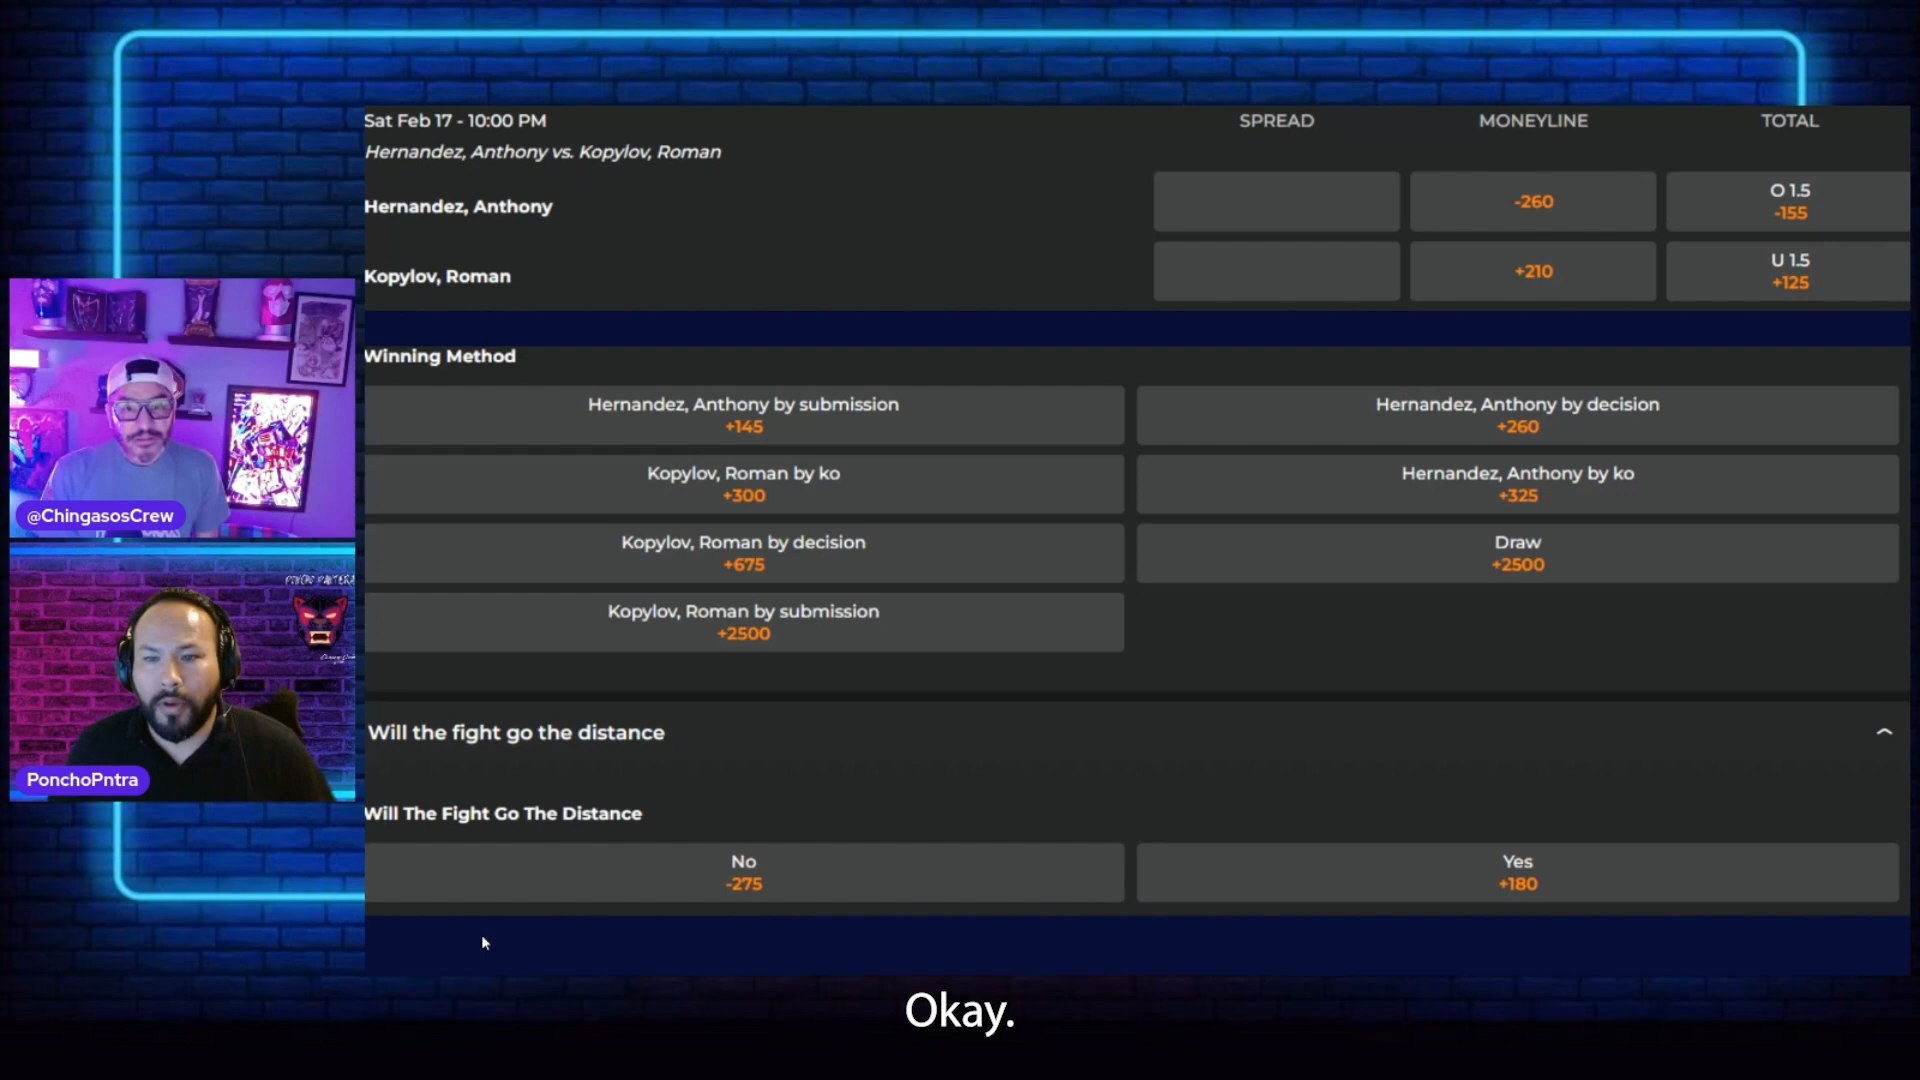 Sat Feb 17 - 10:00 PM
SPREAD
MONEYLINE
TOTAL
Hernandez, Anthony vs. Kopylov, Roman
Hernandez, Anthony
-260
O 1.5
-155
Kopylov, Roman
+210
U 1.5
+125
Winning Method
Hernandez, Anthony by submission
+145
Hernandez, Anthony by decision
+260
Kopylov, Roman by ko
+300
Hernandez, Anthony by ko
+325
Kopylov, Roman by decision
+675
Draw
+2500
Kopylov, Roman by submission
+2500
Will the fight go the distance
Will The Fight Go The Distance
No
-275
Yes
+180
@ChingasosCrew
PONCHO PANTERA
PonchoPntra
Okay.